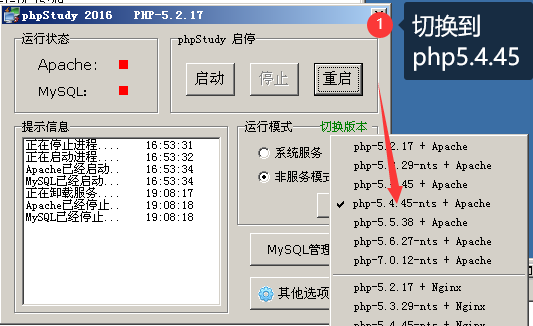 phpStudy 2016 PHP-5.2.17
1
切换到
php5.4.45
运行状态
Apache:
MySQL:
phpStudy 启停
启动
停止
重启
提示信息
正在停止进程.... 16:53:31
正在启动进程.... 16:53:32
Apache已经启动... 16:53:34
MySQL已经启动.. 16:53:34
正在卸载服务... 19:08:17
Apache已经停止.. 19:08:18
MySQL已经停止... 19:08:18
运行模式
切换版本
系统服务
非服务模式
MySQL管理
其他选项
php-5.2.17 + Apache
.29-nts + Apache
45 + Apache
php-5.4.45-nts + Apache
php-5.5.38 + Apache
php-5.6.27-nts + Apache
php-7.0.12-nts + Apache
php-5.2.17 + Nginx
php-5.3.29-nts + Nginx
php-5.4.45-nts + Nginx